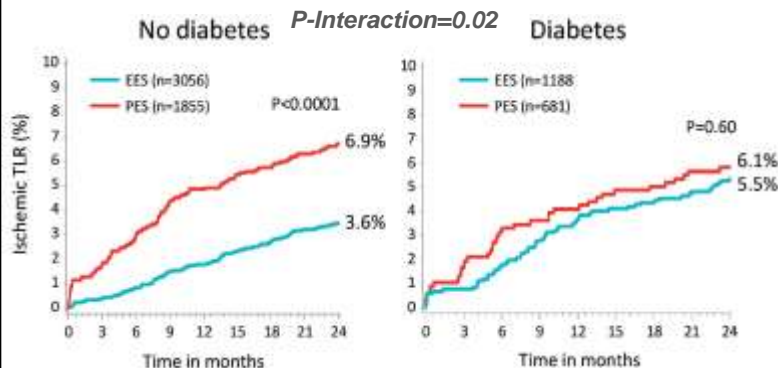 P-Interaction=0.02
No diabetes
Diabetes
Ischemic TLR (%)
10
9
8
7
6
5
4
3
2
1
0
EES (n=3056)
PES (n=1855)
P<0.0001
6.9%
3.6%
0 3 6 9 12 15 18 21 24
Time in months
10
9
8
7
6
5
4
3
2
1
0
EES (n=1188
PES (n=681)
P=0.60
6.1%
5.5%
0 3 6 9 12 15 18 21 24
Time in months